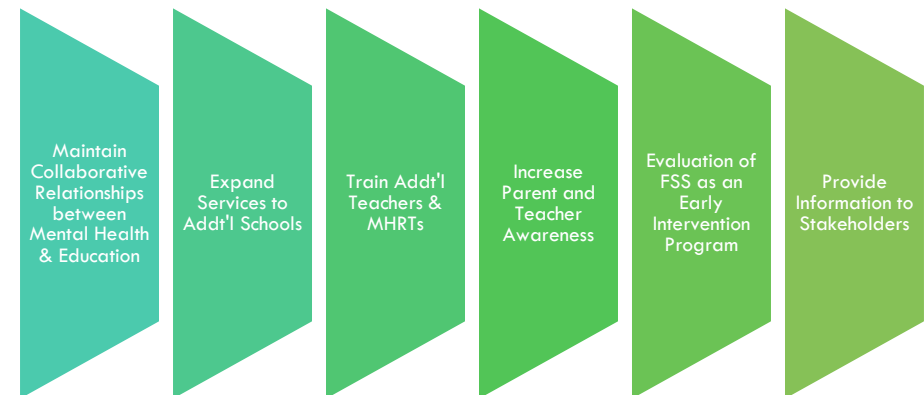 Maintain
Collaborative
Relationships
between
Mental Health
& Education
Expand
Services to
Addt'l Schools
Train Addt'l
Teachers &
MHRTs
Increase
Parent and
Teacher
Awareness
Evaluation of
FSS as an
Early
Intervention
Program
Provide
Information to
Stakeholders